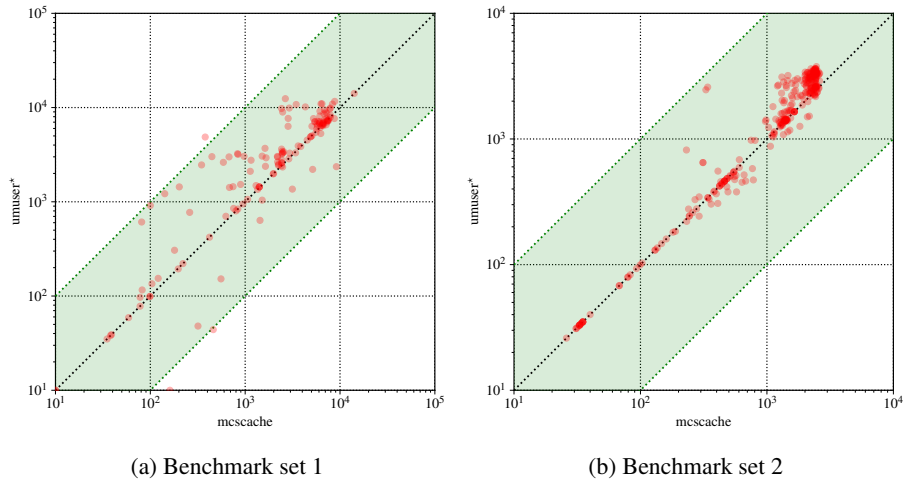 10^5
10^4
10^3
10^2
10^1
umuser*
10^1 10^2 10^3 10^4 10^5
mcscache
(a) Benchmark set 1
10^4
10^3
10^2
10^1
umuser*
10^1 10^2 10^3 10^4
mcscache
(b) Benchmark set 2